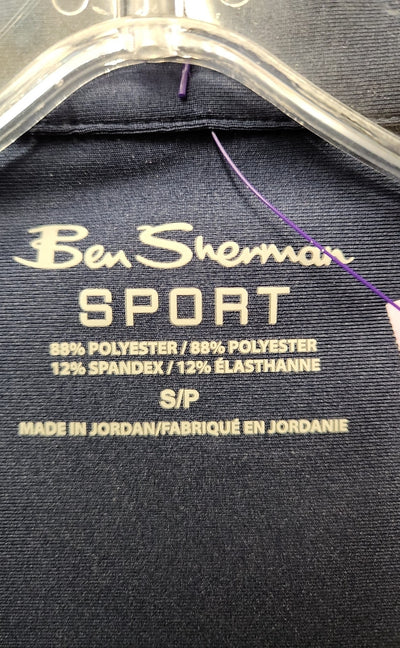 Ben Sherman
SPORT
88% POLYESTER / 88% POLYESTER
12% SPANDEX / 12% ÉLASTHANNE
S/P
MADE IN JORDAN/FABRIQUÉ EN JORDANIE